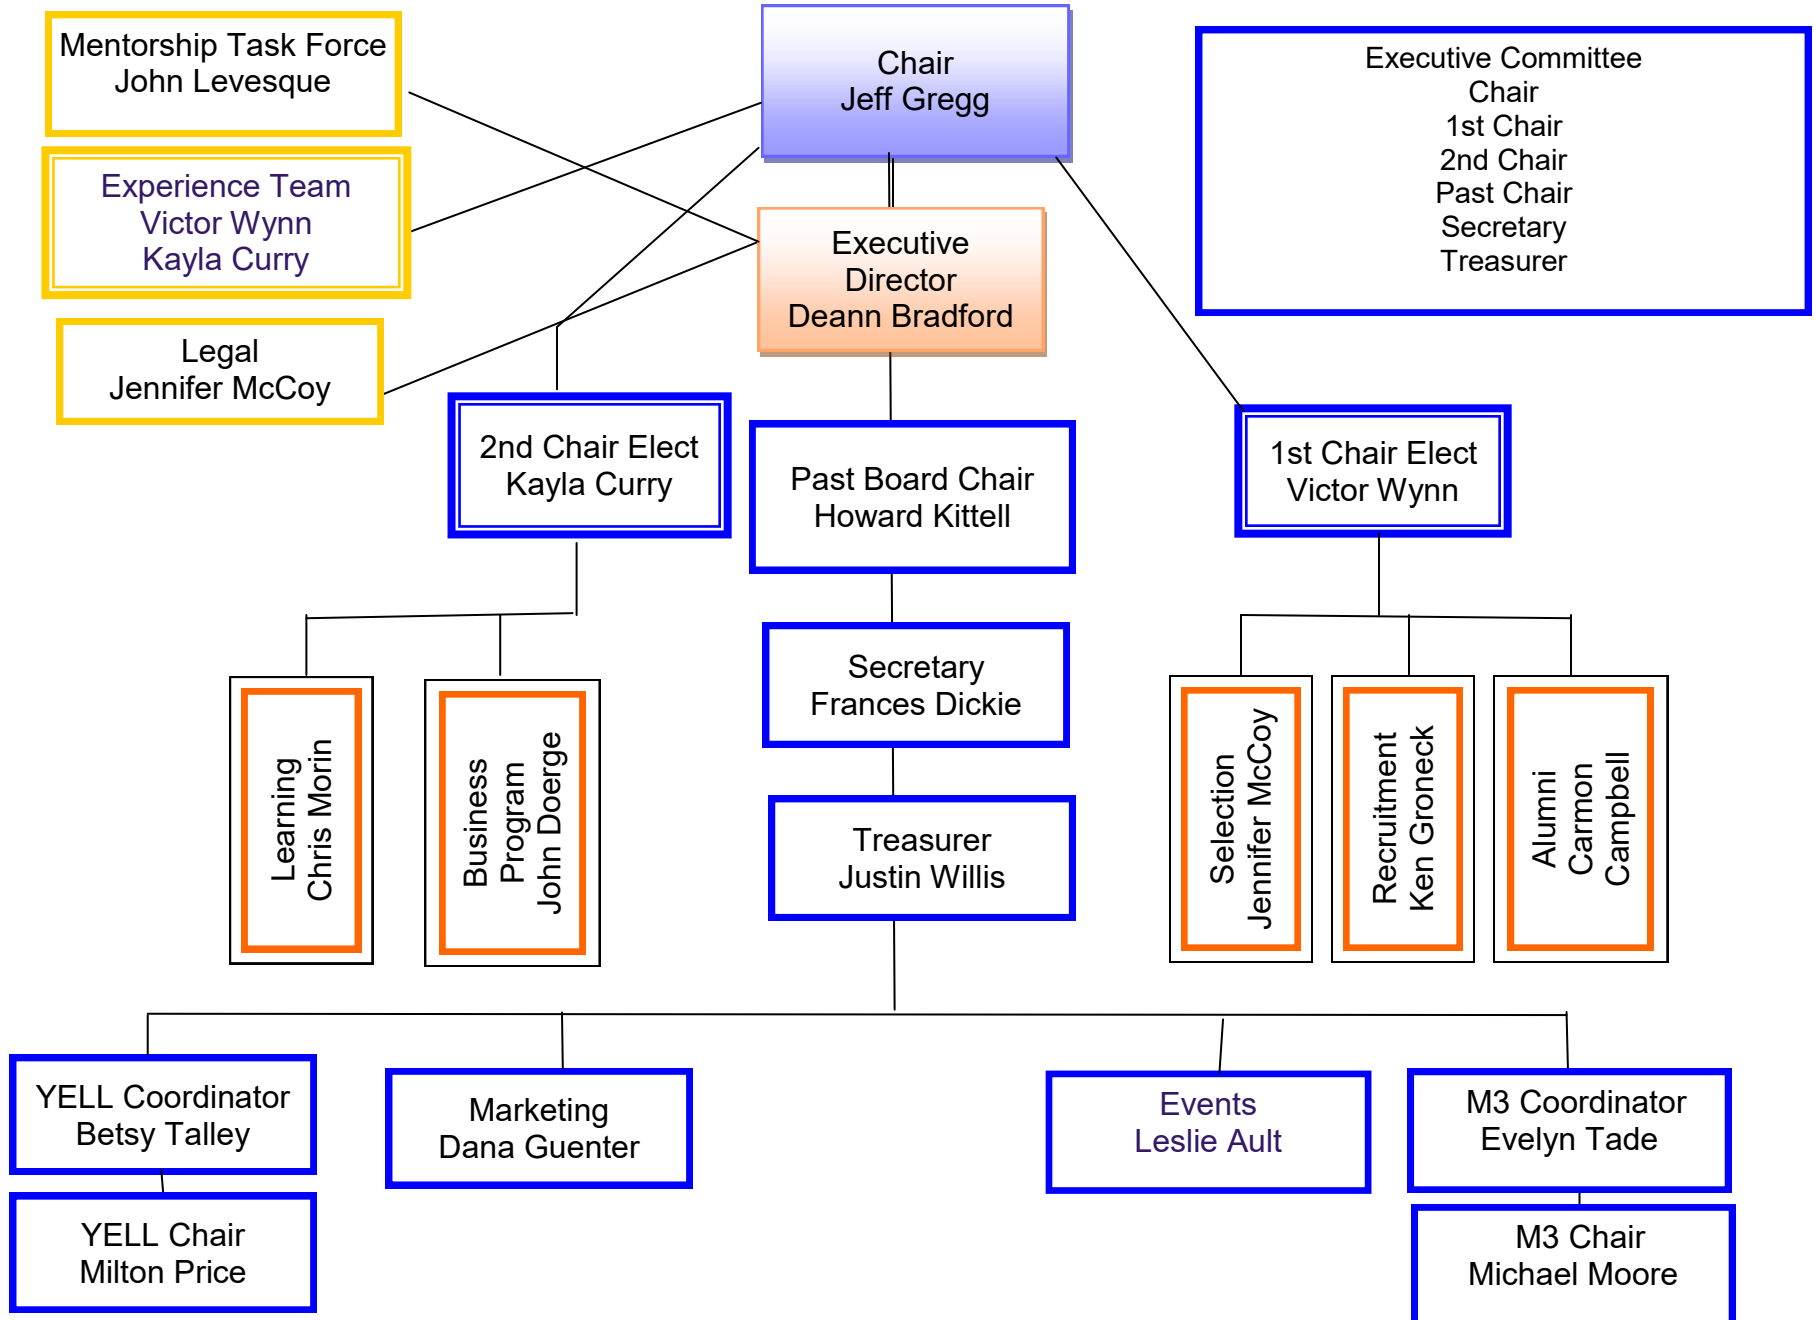 Mentorship Task Force
John Levesque
Chair
Jeff Gregg
Executive Committee
Chair
1st Chair
2nd Chair
Past Chair
Secretary
Treasurer
Experience Team
Victor Wynn
Kayla Curry
Executive
Director
Deann Bradford
Legal
Jennifer McCoy
2nd Chair Elect
Kayla Curry
Past Board Chair
Howard Kittell
1st Chair Elect
Victor Wynn
Secretary
Frances Dickie
Learning
Chris Morin
Business
Program
John Doerge
Treasurer
Justin Willis
Selection
Jennifer McCoy
Recruitment
Ken Groneck
Alumni
Carmon
Campbell
YELL Coordinator
Betsy Talley
Marketing
Dana Guenter
Events
Leslie Ault
M3 Coordinator
Evelyn Tade
YELL Chair
Milton Price
M3 Chair
Michael Moore